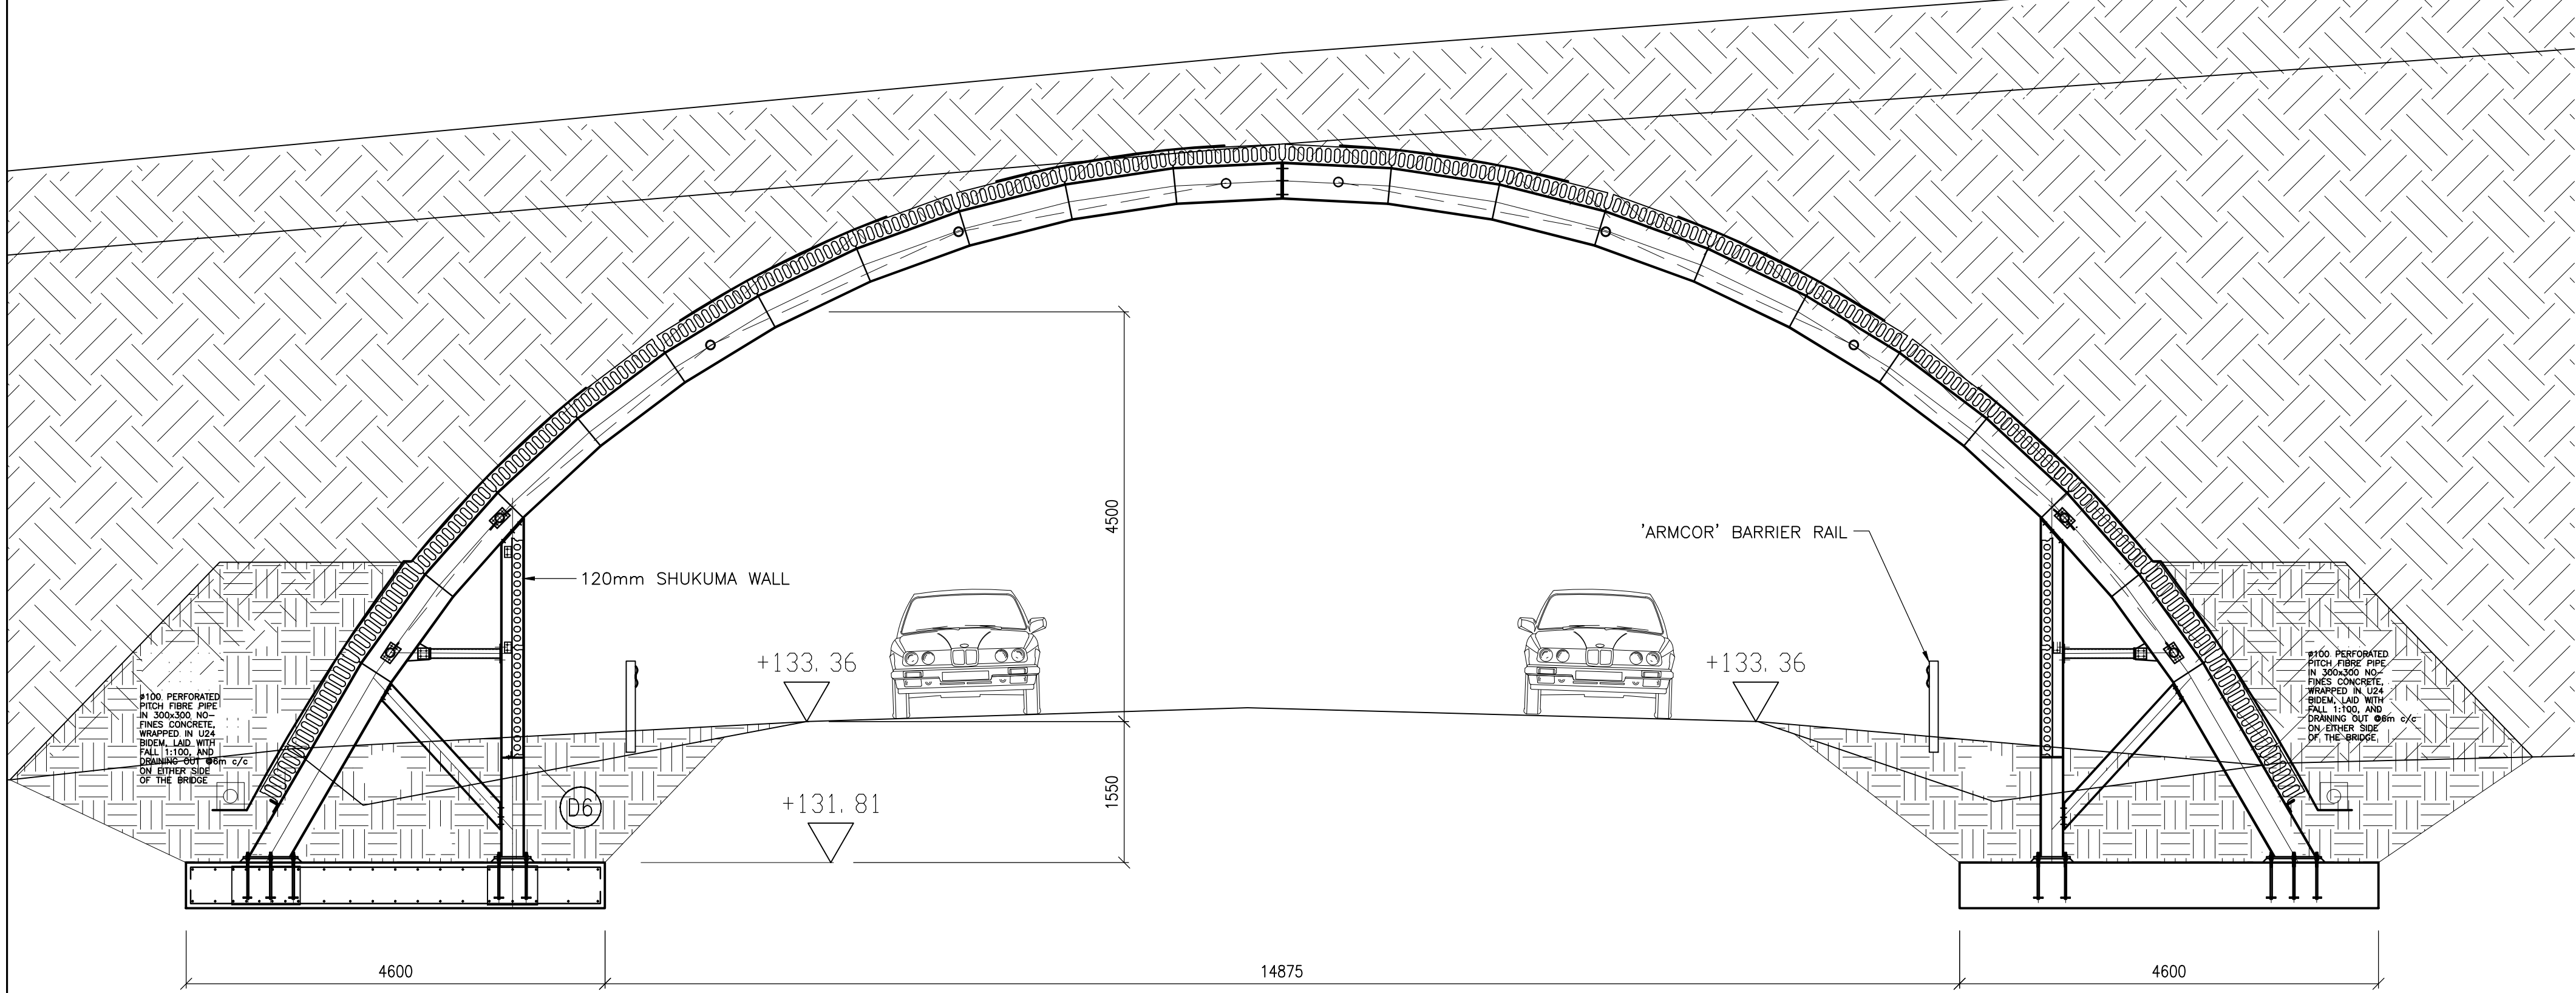 4500
'ARMCOR' BARRIER RAIL
120mm SHUKUMA WALL
+133. 36
+133. 36
ø100 PERFORATED
PITCH FIBRE PIPE
IN 300x300 NO-
FINES CONCRETE,
WRAPPED IN U24
BIDEM, LAID WITH
FALL 1:100, AND
DRAINING OUT @6m c/c
ON EITHER SIDE
OF THE BRIDGE
ø100 PERFORATED
PITCH FIBRE PIPE
IN 300x300 NO-
FINES CONCRETE,
WRAPPED IN U24
BIDEM, LAID WITH
FALL 1:100, AND
DRAINING OUT @6m c/c
ON EITHER SIDE
OF THE BRIDGE
1550
+131. 81
D6
4600
14875
4600